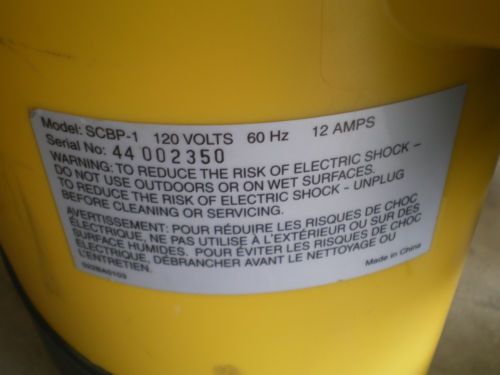 Model: SCBP-1 120 VOLTS 60 Hz 12 AMPS
Serial No: 44 002350
WARNING: TO REDUCE THE RISK OF ELECTRIC SHOCK -
DO NOT USE OUTDOORS OR ON WET SURFACES.
TO REDUCE THE RISK OF ELECTRIC SHOCK - UNPLUG
BEFORE CLEANING OR SERVICING.
AVERTISSEMENT: POUR RÉDUIRE LES RISQUES DE CHOC
ÉLECTRIQUE, NE PAS UTILISE À L'EXTÉRIEUR OU SUR DES
SURFACE HUMIDES. POUR ÉVITER LES RISQUES DE CHOC
ÉLECTRIQUE, DÉBRANCHER AVANT LE NETTOYAGE OU
L'ENTRETIEN.
Made in China